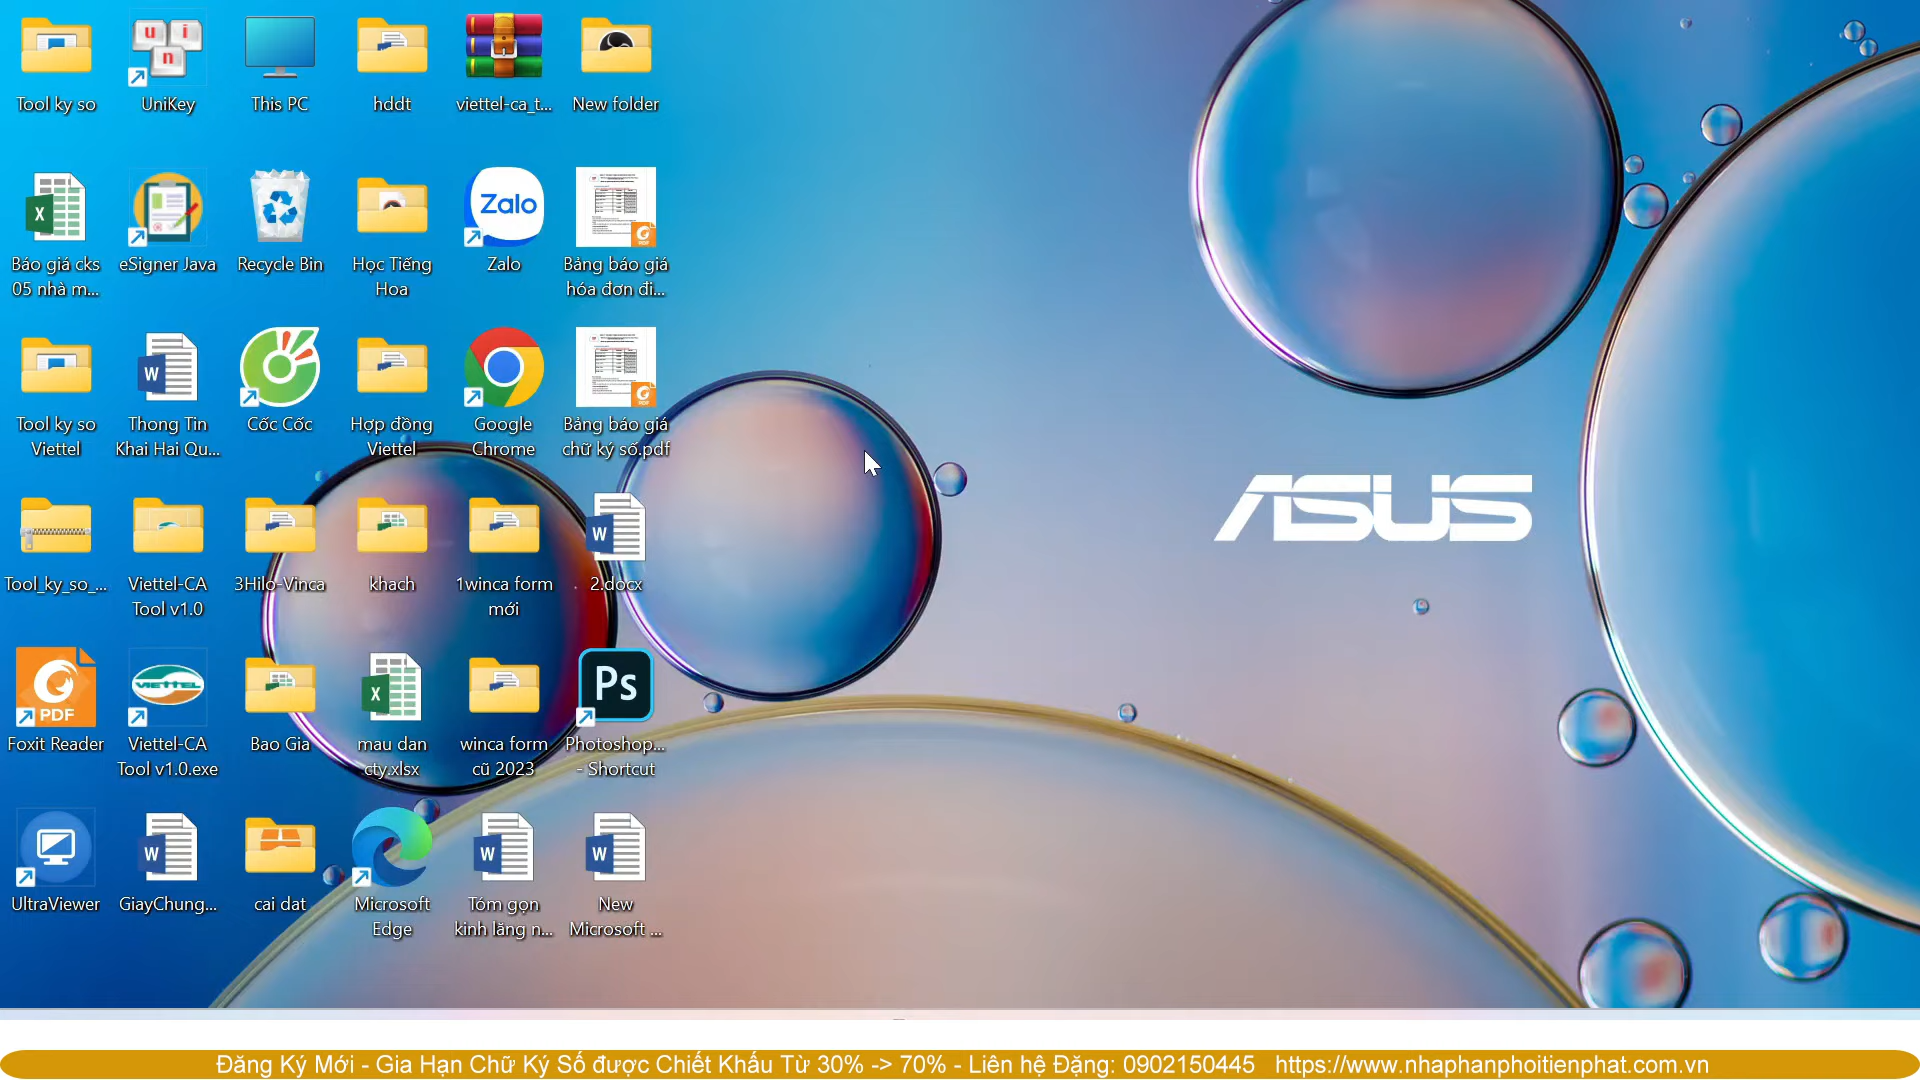 Tool ky so
UniKey
This PC
hddt
viettel-ca_t...
New folder
Báo giá cks
05 nhà m...
eSigner Java
Recycle Bin
Học Tiếng
Hoa
Zalo
Zalo
Bảng báo giá
hóa đơn đi...
Tool ky so
Viettel
Thong Tin
Khai Hai Qu...
Cốc Cốc
Hợp đồng
Viettel
Google
Chrome
Bảng báo giá
chữ ký số.pdf
ASUS
Tool_ky_so_...
Viettel-CA
Tool v1.0
3Hilo-Vinca
khach
1winca form
mới
2.docx
PDF
Foxit Reader
VIETTEL
Viettel-CA
Tool v1.0.exe
Bao Gia
mau dan
cty.xlsx
winca form
cũ 2023
Ps
Photoshop...
- Shortcut
UltraViewer
GiayChung...
cai dat
Microsoft
Edge
Tóm gọn
kinh lăng n...
New
Microsoft ...
Đăng Ký Mới - Gia Hạn Chữ Ký Số được Chiết Khấu Từ 30% -> 70% - Liên hệ Đặng: 0902150445 https://www.nhaphanphoitienphat.com.vn